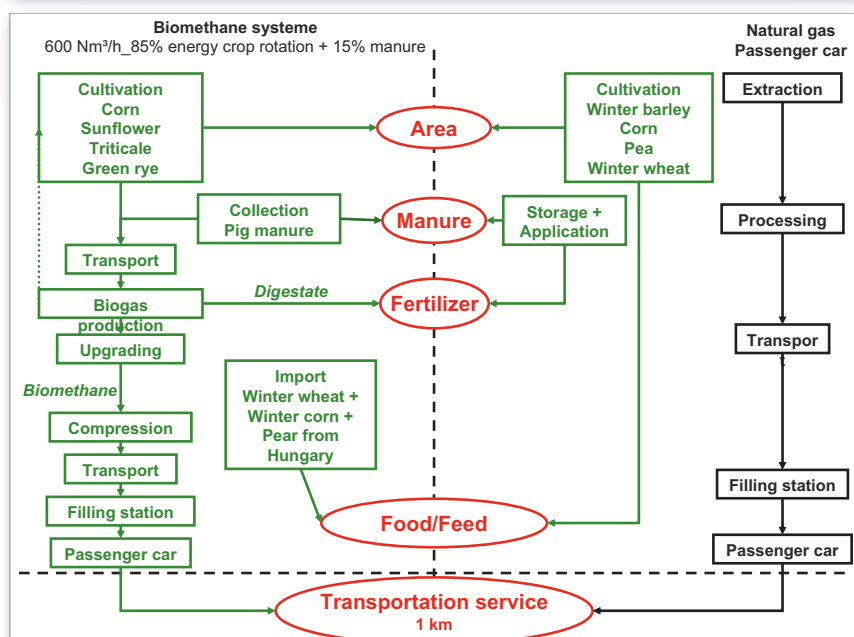 Biomethane systeme
600 Nm³/h_85% energy crop rotation + 15% manure
Natural gas
Passenger car
Cultivation
Corn
Sunflower
Triticale
Green rye
Area
Cultivation
Winter barley
Corn
Pea
Winter wheat
Extraction
Collection
Pig manure
Manure
Storage +
Application
Processing
Transport
Biogas
production
Digestate
Fertilizer
Upgrading
Transpor
Biomethane
Import
Winter wheat +
Winter corn +
Pear from
Hungary
Compression
Transport
Filling station
Passenger car
Food/Feed
Filling station
Passenger car
Transportation service
1 km